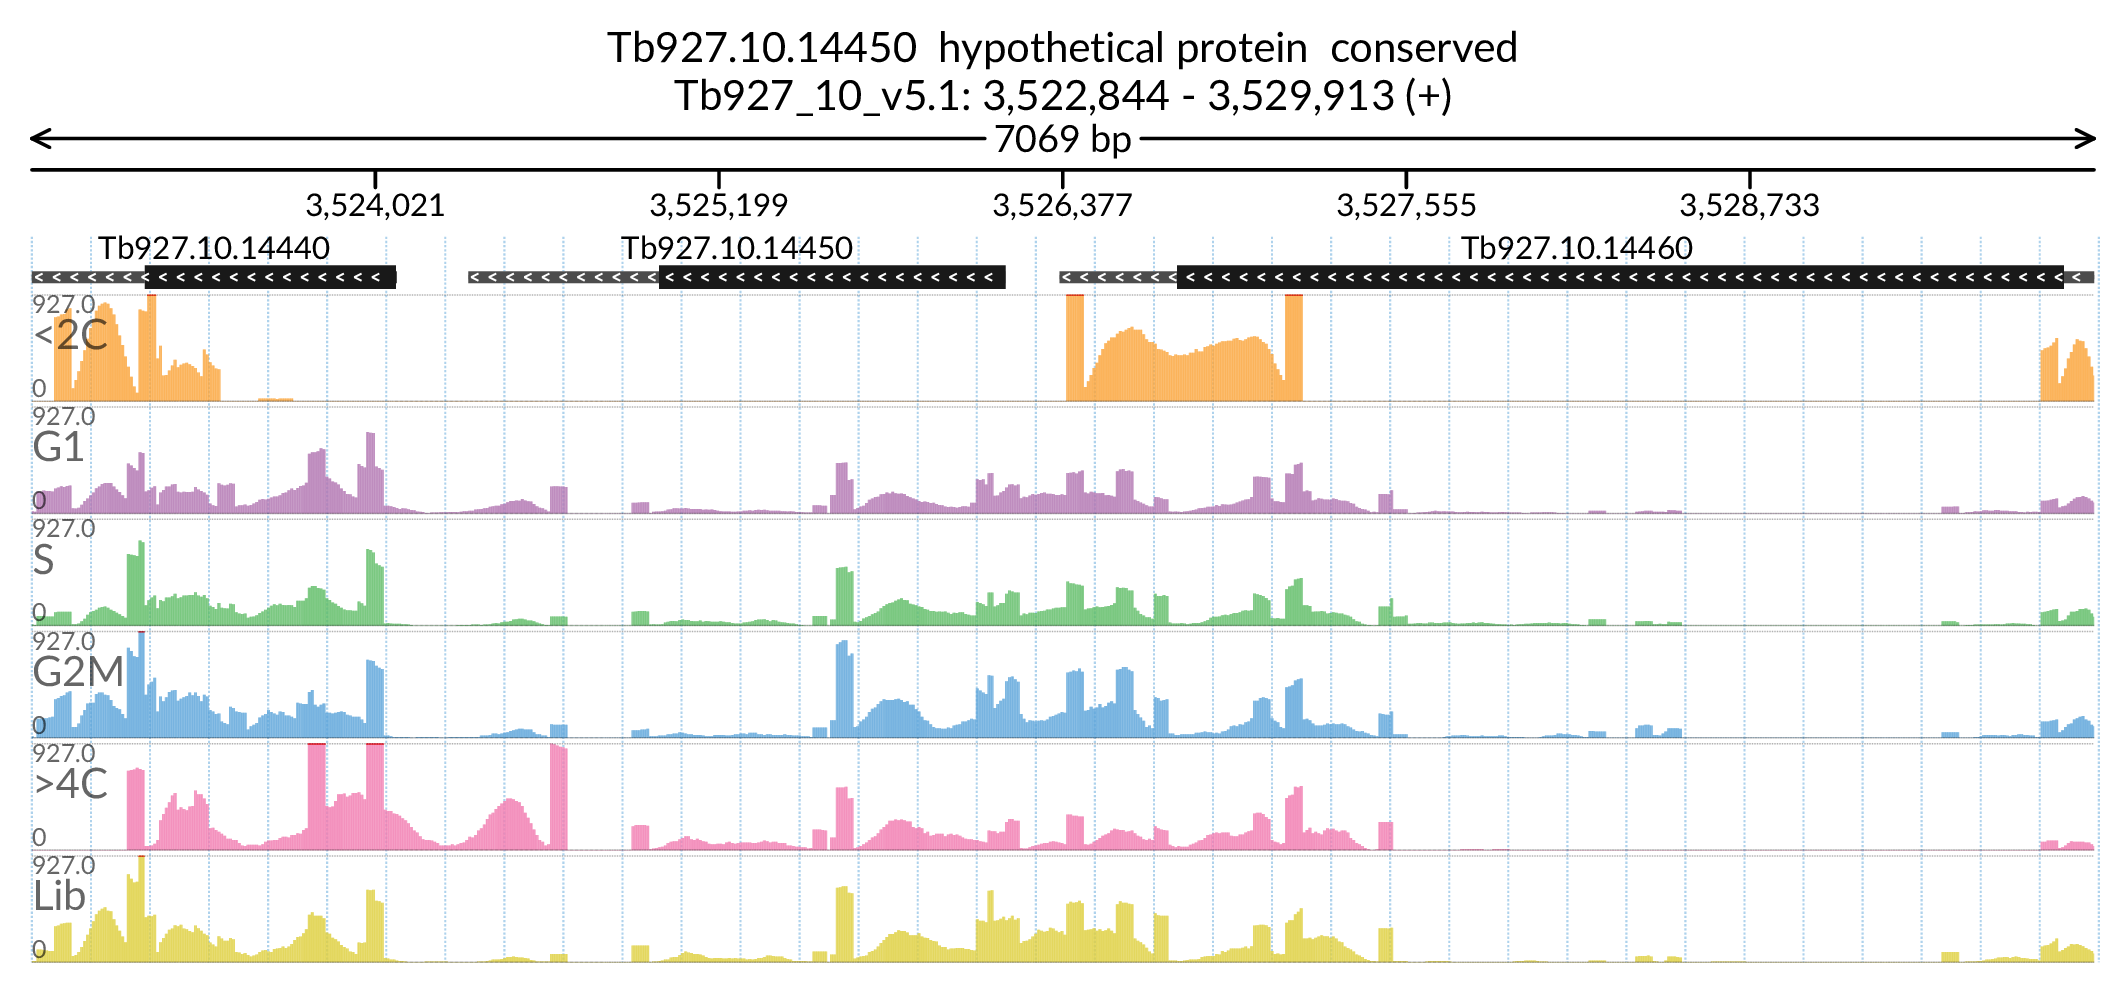 Tb927.10.14450 hypothetical protein conserved
Tb927_10_v5.1: 3,522,844 - 3,529,913 (+)
7069 bp
3,524,021 3,525,199 3,526,377 3,527,555 3,528,733
Tb927.10.14440 Tb927.10.14450 Tb927.10.14460
927.0
<2C
0
927.0
G1
0
927.0
S
0
927.0
G2M
0
927.0
>4C
0
927.0
Lib
0